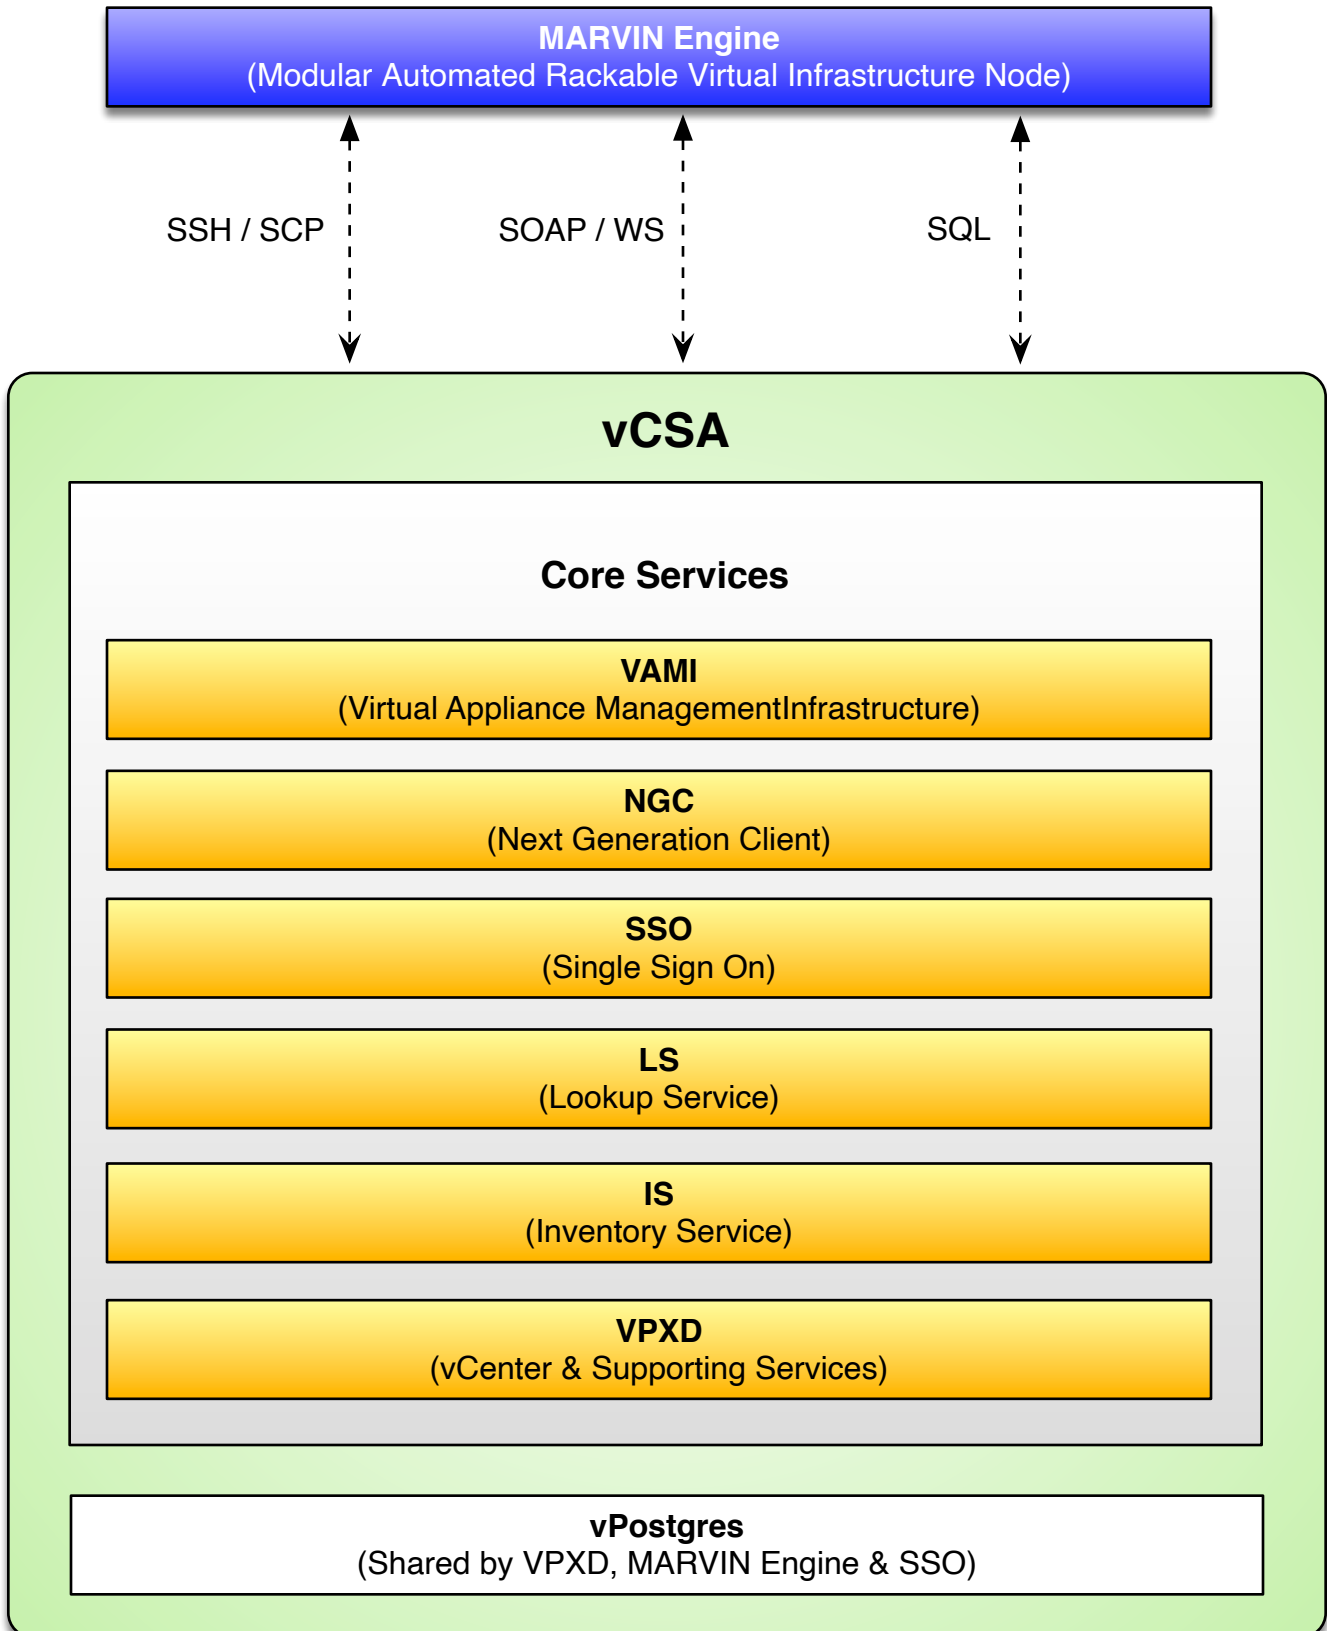 MARVIN Engine
(Modular Automated Rackable Virtual Infrastructure Node)
SSH / SCP
SOAP / WS
SQL
vCSA
Core Services
VAMI
(Virtual Appliance ManagementInfrastructure)
NGC
(Next Generation Client)
SSO
(Single Sign On)
LS
(Lookup Service)
IS
(Inventory Service)
VPXD
(vCenter & Supporting Services)
vPostgres
(Shared by VPXD, MARVIN Engine & SSO)